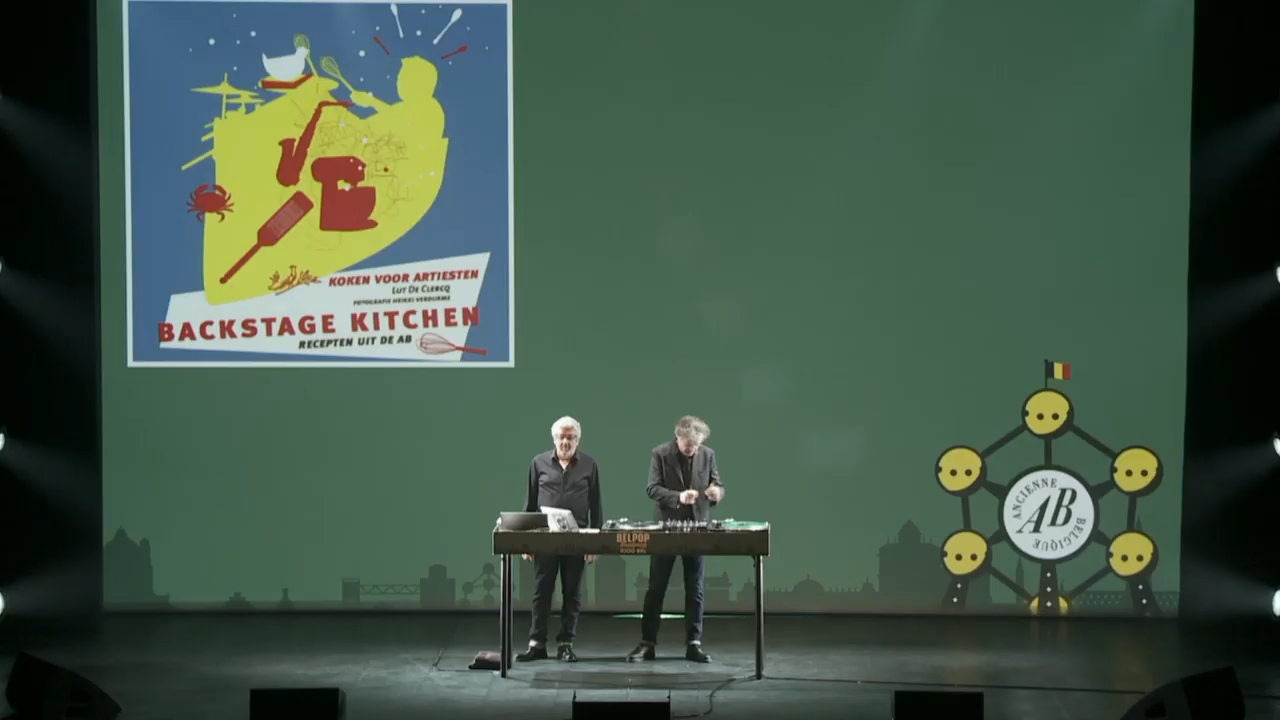 KOKEN VOOR ARTIESTEN
LUT DE CLERCQ
FOTOGRAFIE HEIKKI VERDURME
BACKSTAGE KITCHEN
RECEPTEN UIT DE AB
ANCIENNE
AB
BELGIQUE
BELPOP